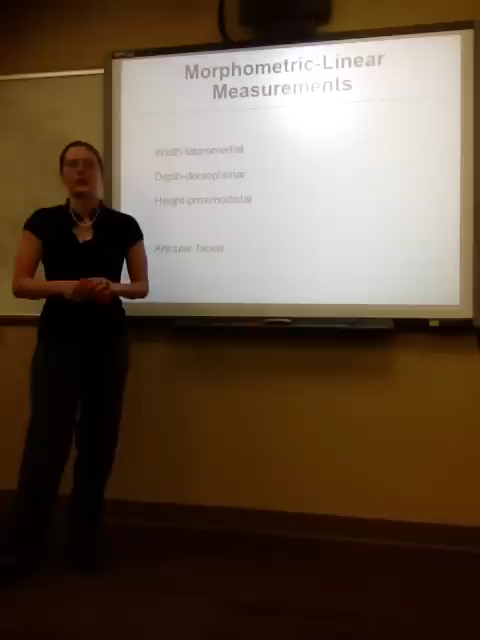 Morphometric-Linear
Measurements
Width-lateromedial
Depth-dorsoplantar
Height-proximodistal
Articular facets